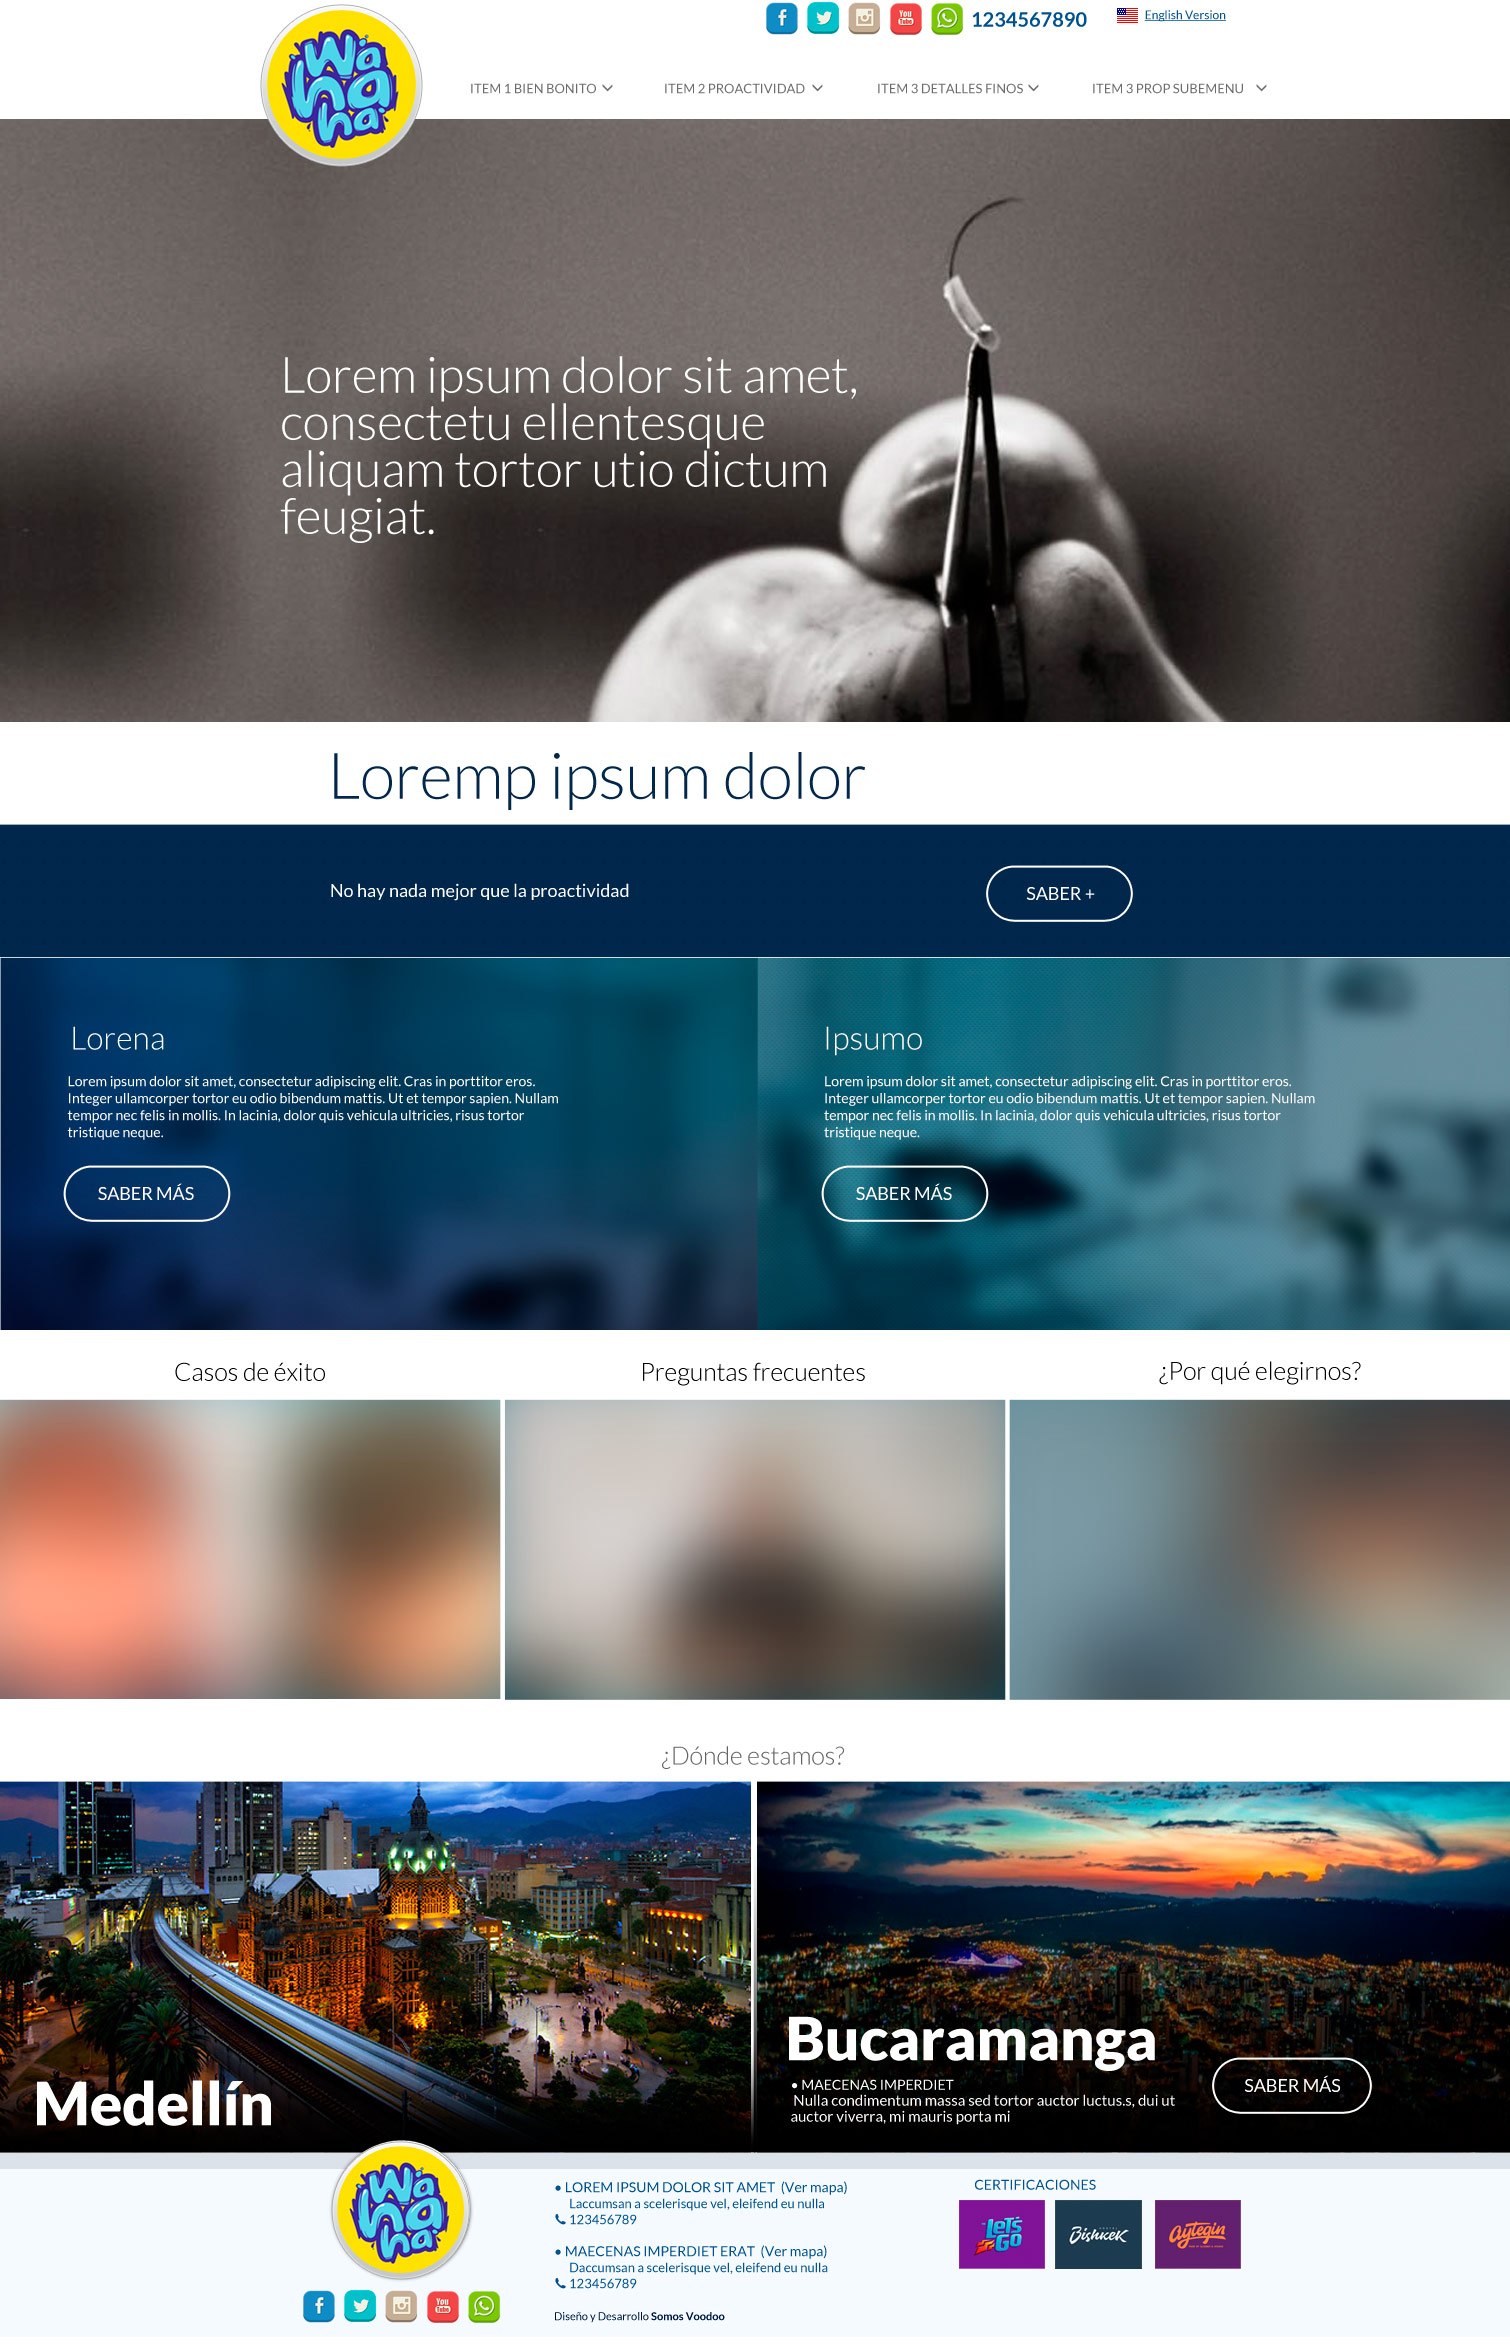 1234567890
English Version
Wa
ha
ha
ITEM 1 BIEN BONITO
ITEM 2 PROACTIVIDAD
ITEM 3 DETALLES FINOS
ITEM 3 PROP SUBEMENU
Lorem ipsum dolor sit amet,
consectetu ellentesque
aliquam tortor utio dictum
feugiat.
Loremp ipsum dolor
No hay nada mejor que la proactividad
SABER +
Lorena
Lorem ipsum dolor sit amet, consectetur adipiscing elit. Cras in porttitor eros.
Integer ullamcorper tortor eu odio bibendum mattis. Ut et tempor sapien. Nullam
tempor nec felis in mollis. In lacinia, dolor quis vehicula ultricies, risus tortor
tristique neque.
SABER MÁS
Ipsumo
Lorem ipsum dolor sit amet, consectetur adipiscing elit. Cras in porttitor eros.
Integer ullamcorper tortor eu odio bibendum mattis. Ut et tempor sapien. Nullam
tempor nec felis in mollis. In lacinia, dolor quis vehicula ultricies, risus tortor
tristique neque.
SABER MÁS
Casos de éxito
Preguntas frecuentes
¿Por qué elegirnos?
¿Dónde estamos?
Medellín
Bucaramanga
• MAECENAS IMPERDIET
Nulla condimentum massa sed tortor auctor luctus.s, dui ut
auctor viverra, mi mauris porta mi
SABER MÁS
Wa
ha
ha
You
Tube
• LOREM IPSUM DOLOR SIT AMET (Ver mapa)
Laccumsan a scelerisque vel, eleifend eu nulla
123456789
• MAECENAS IMPERDIET ERAT (Ver mapa)
Daccumsan a scelerisque vel, eleifend eu nulla
123456789
Diseño y Desarrollo Somos Voodoo
CERTIFICACIONES
LeTs
Go
Bishkek
Aytegin